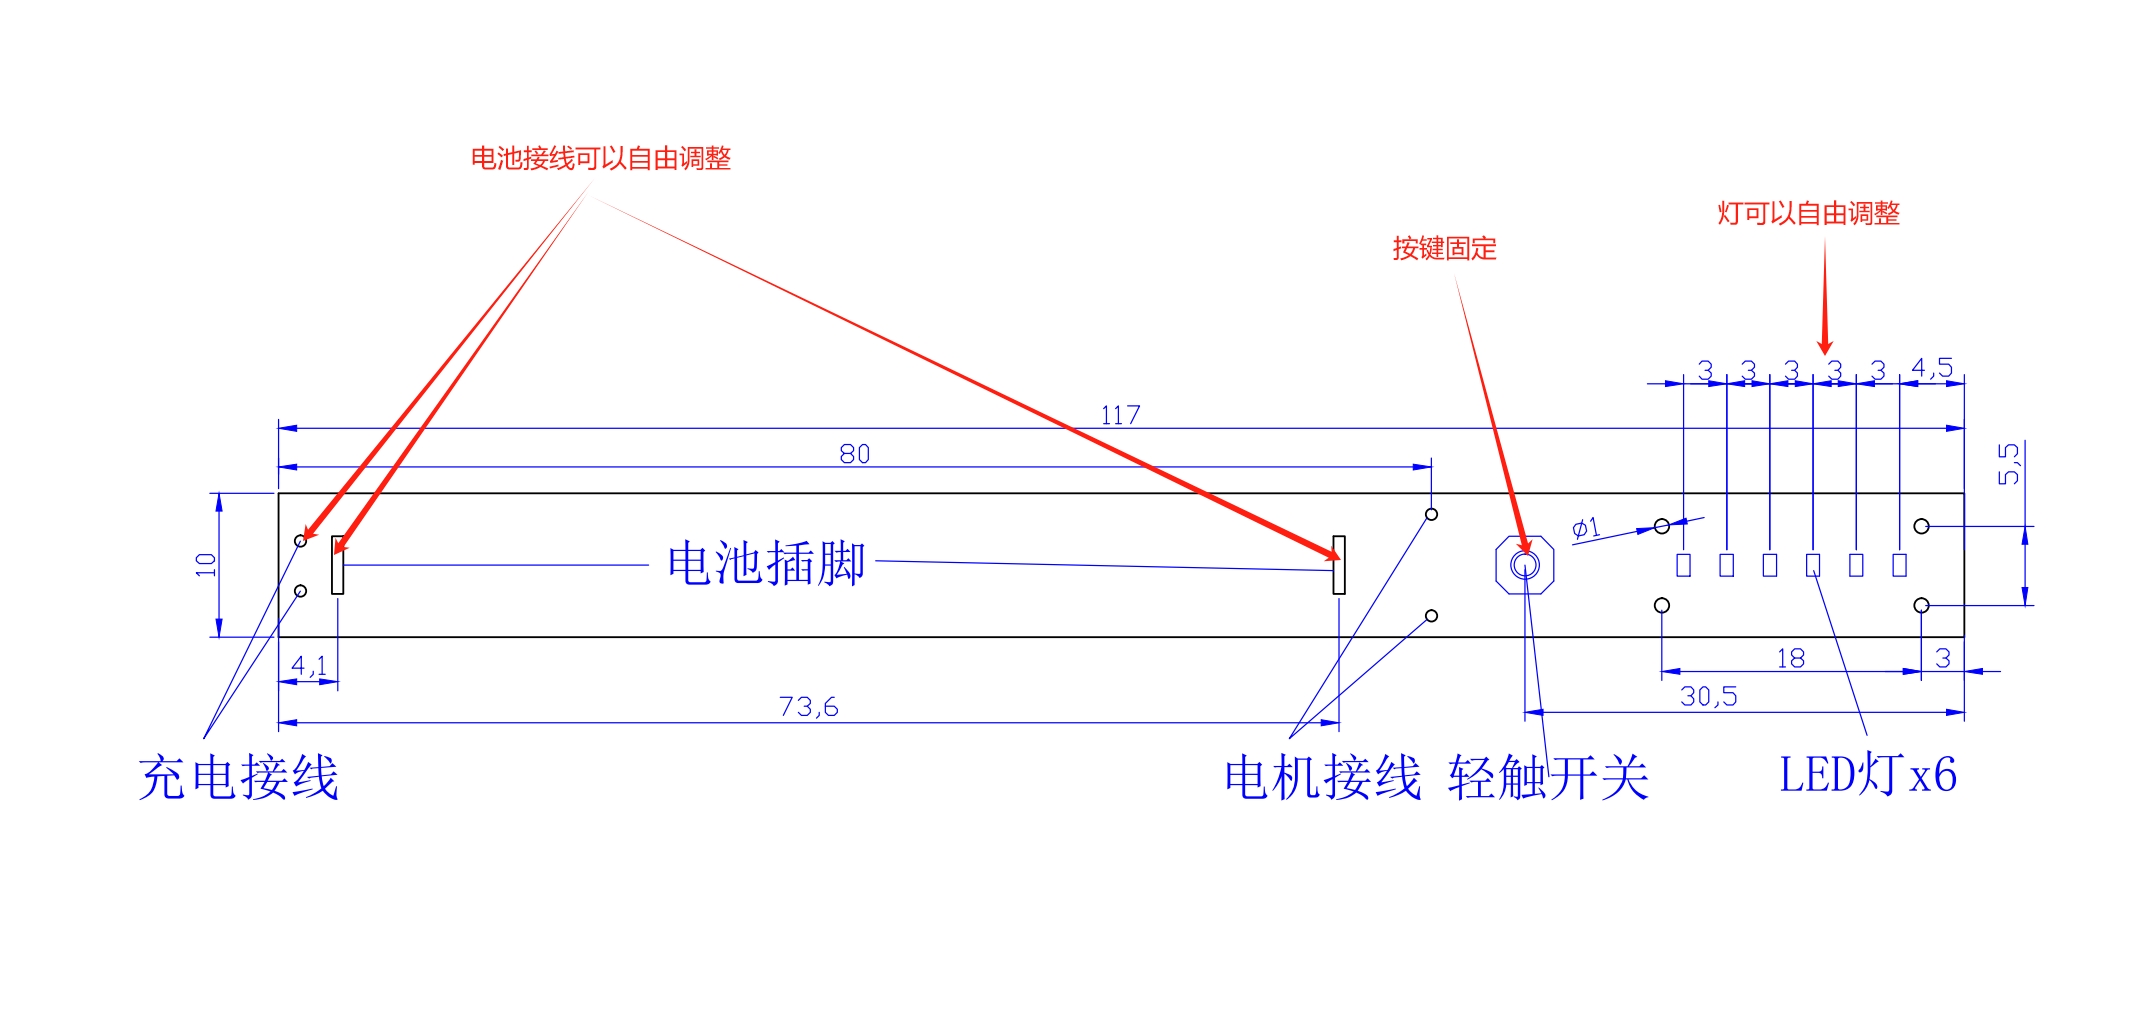 电池接线可以自由调整
灯可以自由调整
按键固定
3 3 3 3 3 4,5
117
80
5,5
ø1
10
电池插脚
4,1
18 3
30,5
73,6
充电接线
电机接线 轻触开关
LED灯x6